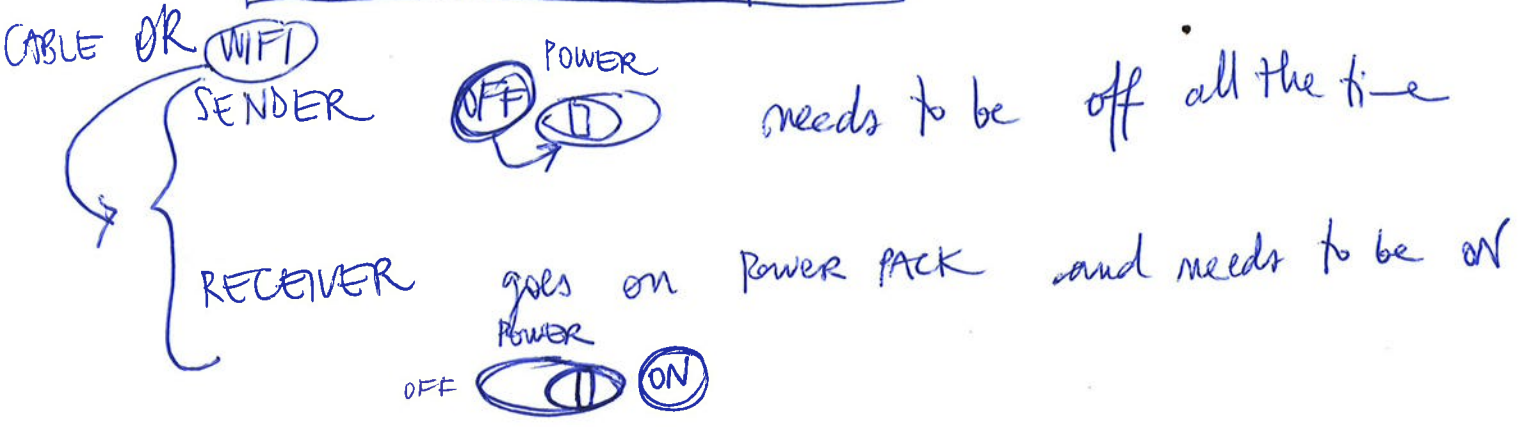 CABLE OR WIFI
POWER
SENDER OFF needs to be off all the time
RECEIVER goes on POWER PACK and needs to be ON
POWER
OFF ON